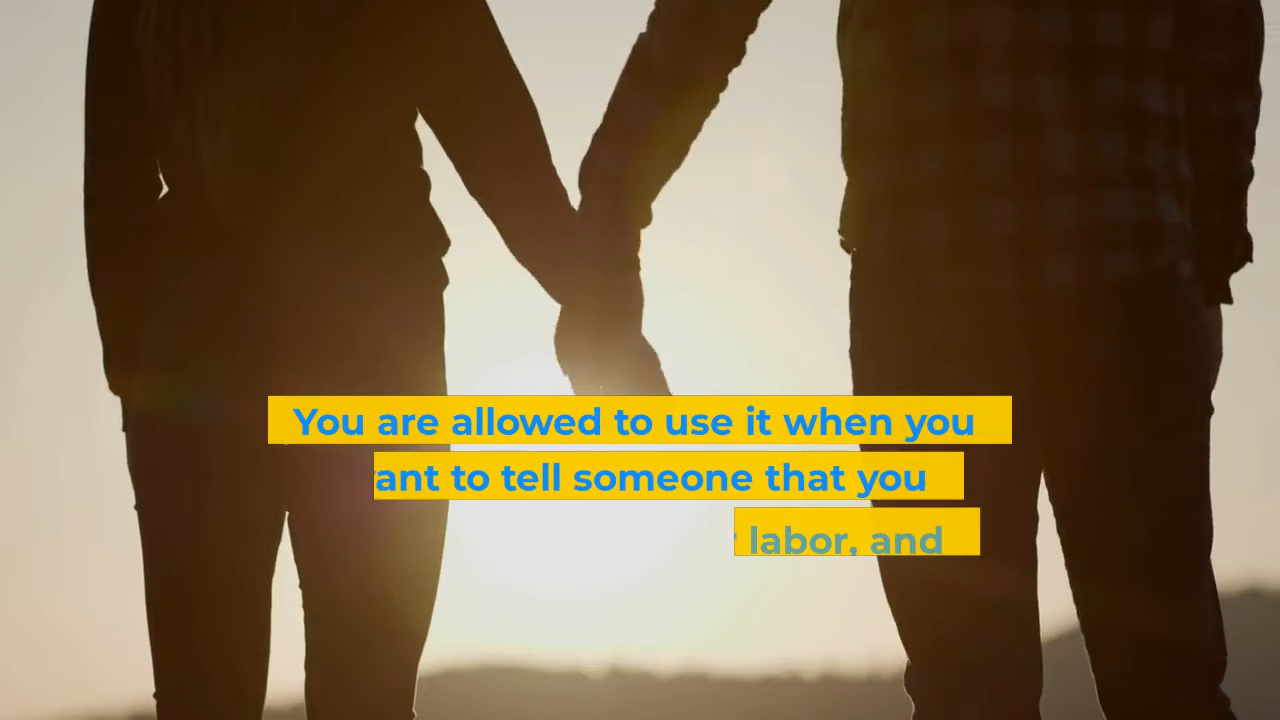 You are allowed to use it when you
ant to tell someone that you
labor, and